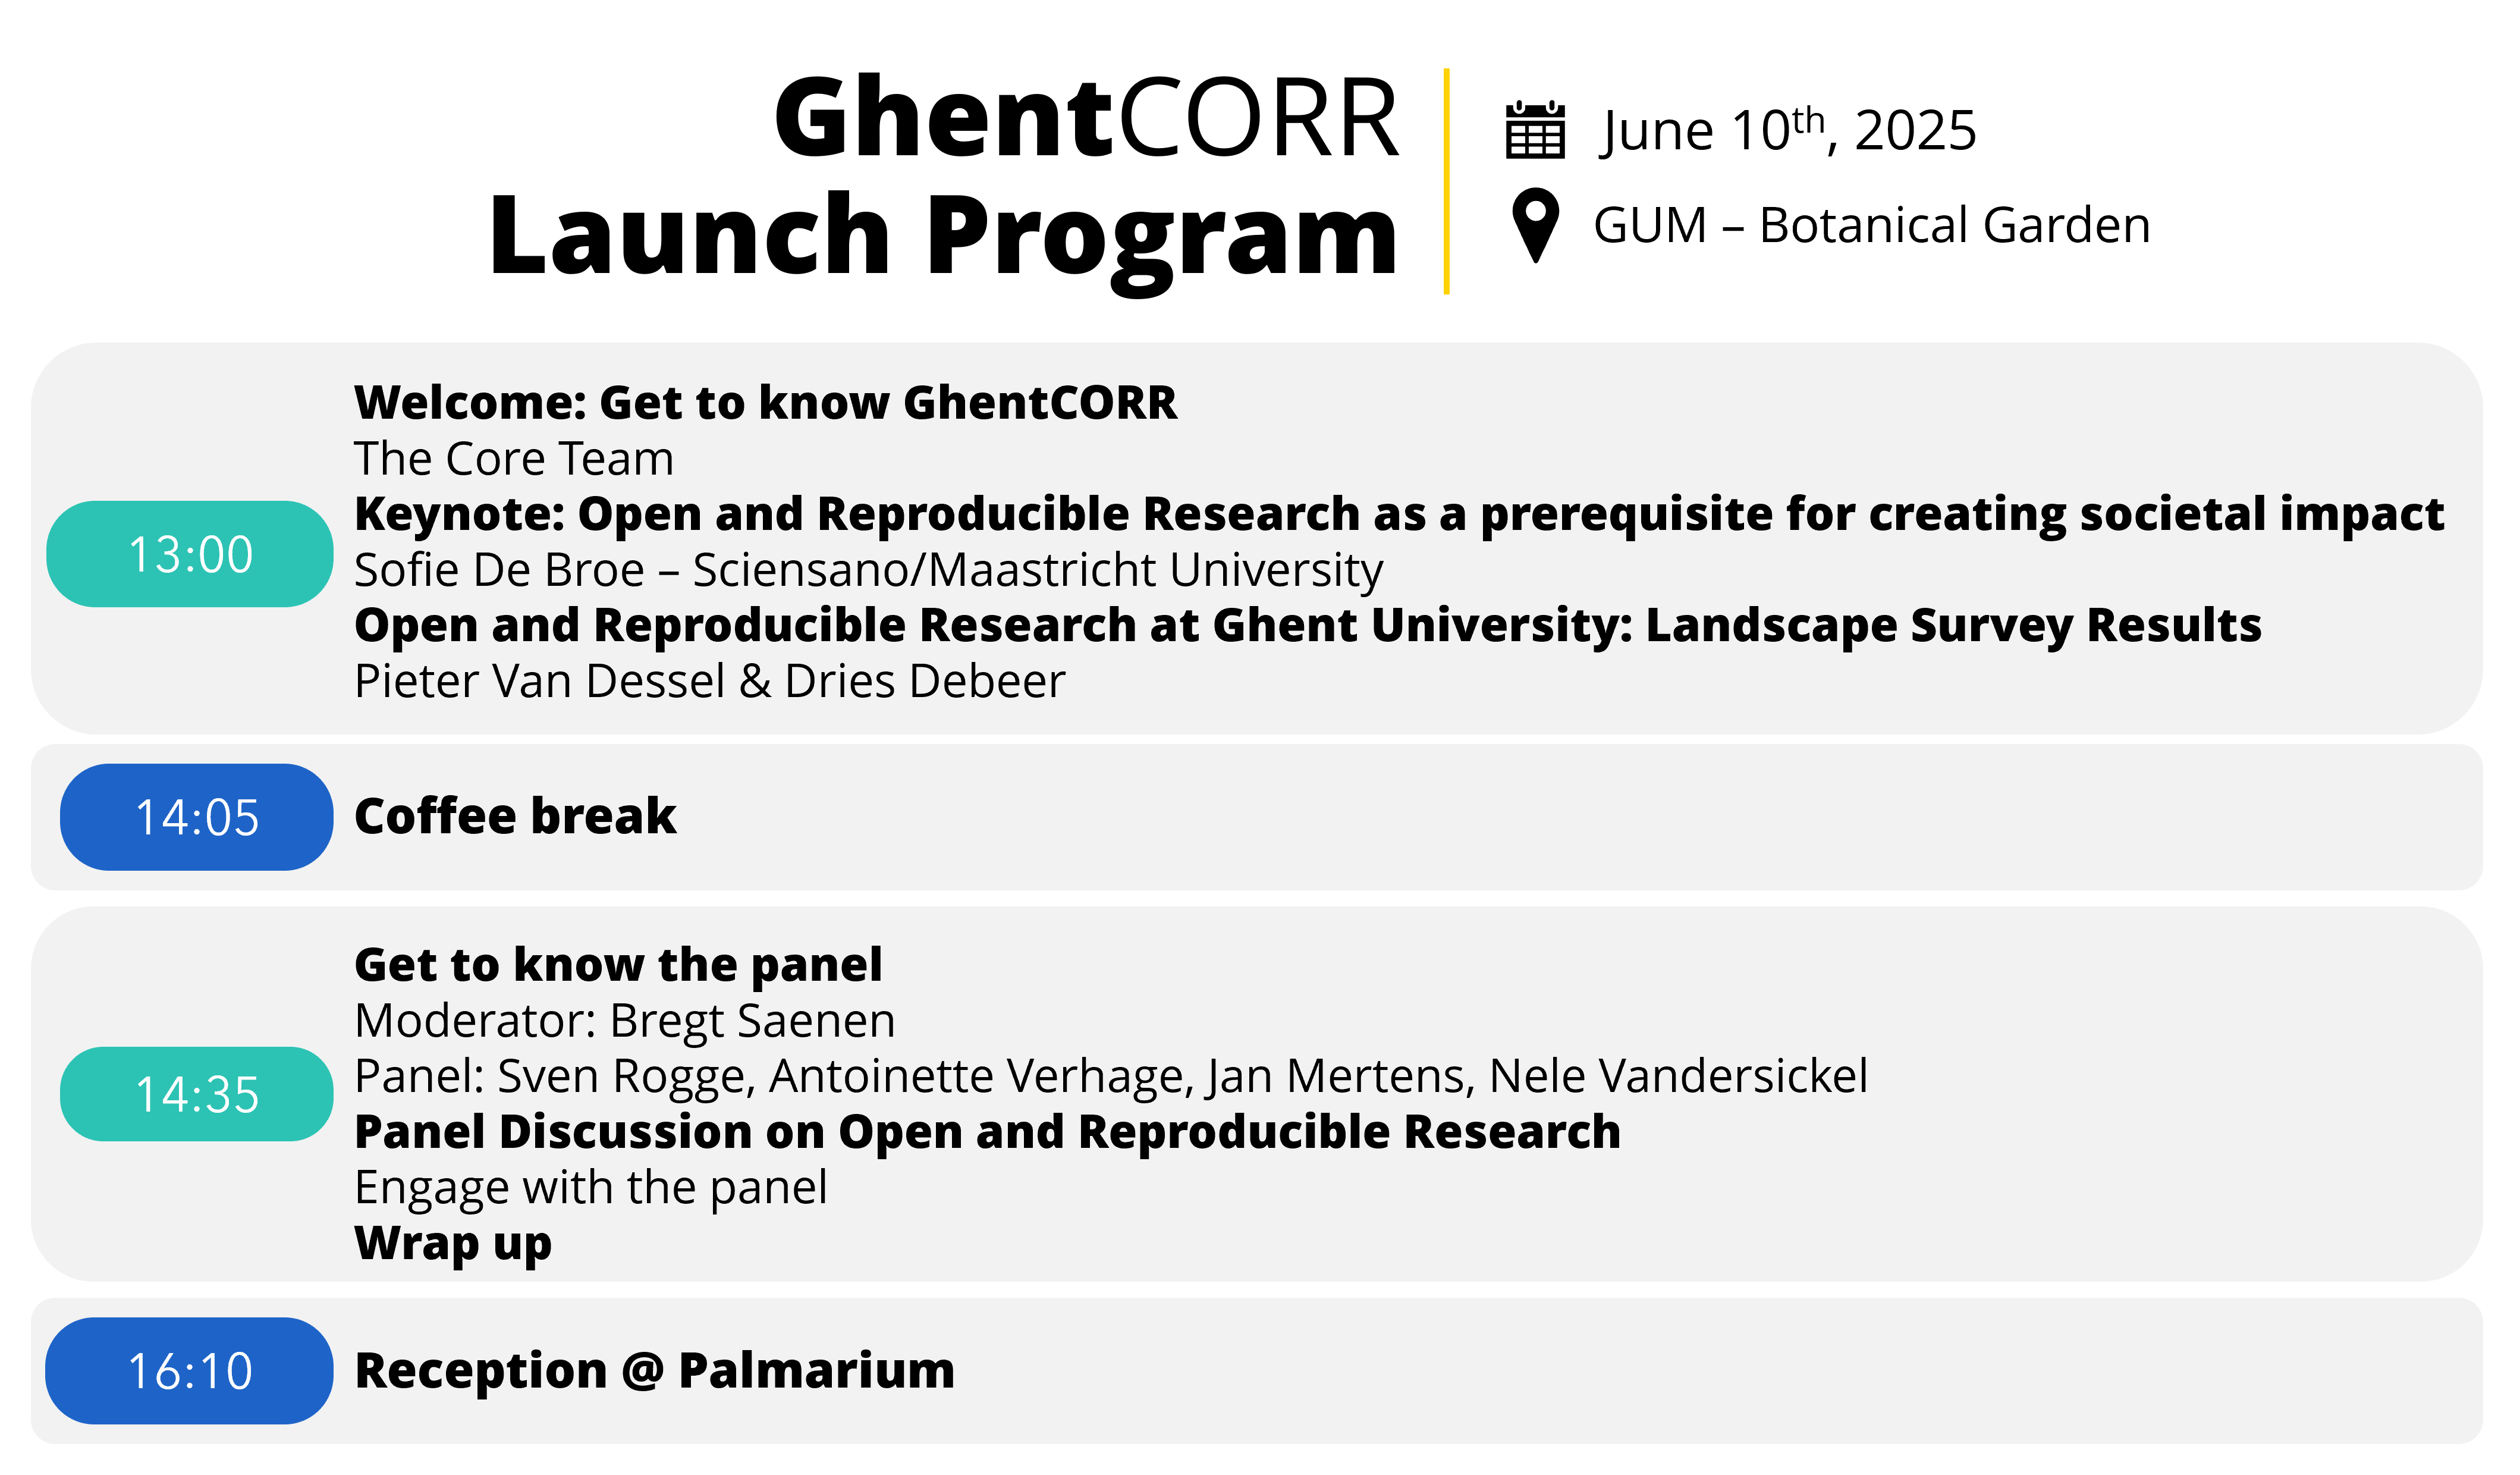 GhentCORR
Launch Program
June 10th, 2025
GUM – Botanical Garden
13:00
Welcome: Get to know GhentCORR
The Core Team
Keynote: Open and Reproducible Research as a prerequisite for creating societal impact
Sofie De Broe – Sciensano/Maastricht University
Open and Reproducible Research at Ghent University: Landscape Survey Results
Pieter Van Dessel & Dries Debeer
14:05
Coffee break
14:35
Get to know the panel
Moderator: Bregt Saenen
Panel: Sven Rogge, Antoinette Verhage, Jan Mertens, Nele Vandersickel
Panel Discussion on Open and Reproducible Research
Engage with the panel
Wrap up
16:10
Reception @ Palmarium